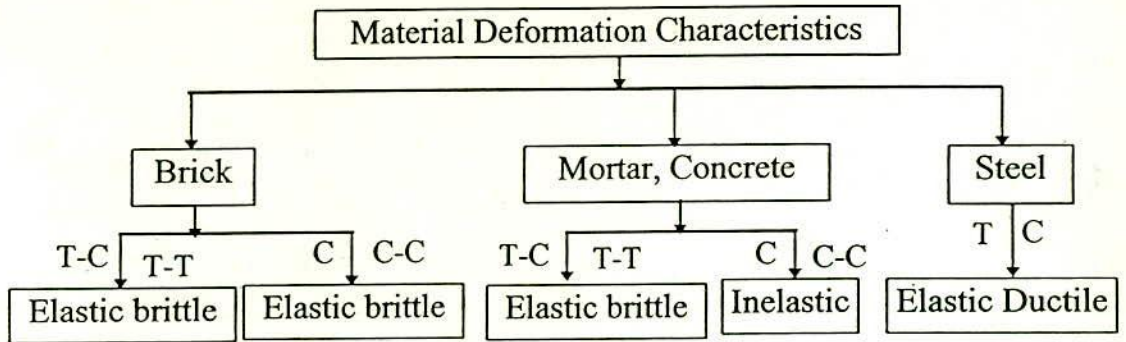 Material Deformation Characteristics
Brick
Mortar, Concrete
Steel
T-C T-T C C-C T-C T-T C C-C T C
Elastic brittle
Elastic brittle
Elastic brittle
Inelastic
Elastic Ductile